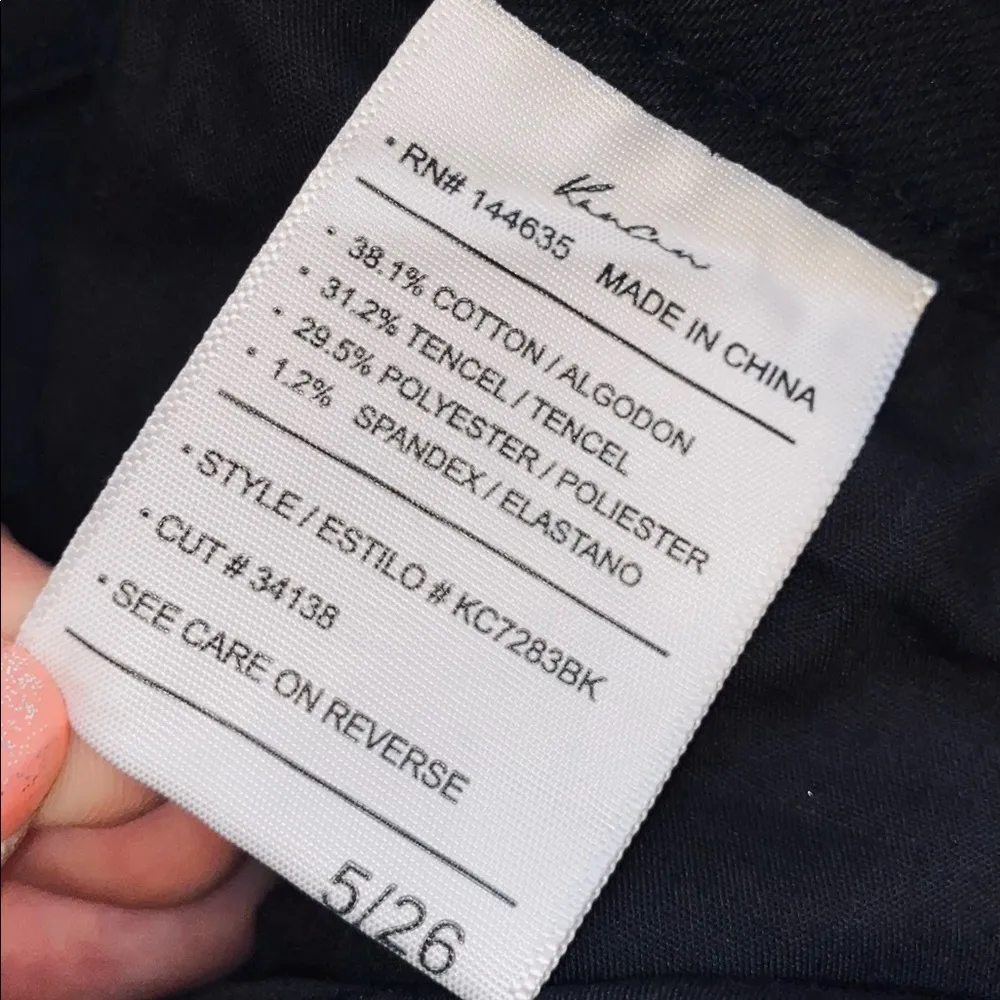 KanCan
• RN# 144635 MADE IN CHINA
• 38.1% COTTON / ALGODON
• 31.2% TENCEL / TENCEL
• 29.5% POLYESTER / POLIESTER
• 1.2% SPANDEX / ELASTANO
• STYLE / ESTILO # KC7283BK
• CUT # 34138
• SEE CARE ON REVERSE
5/26